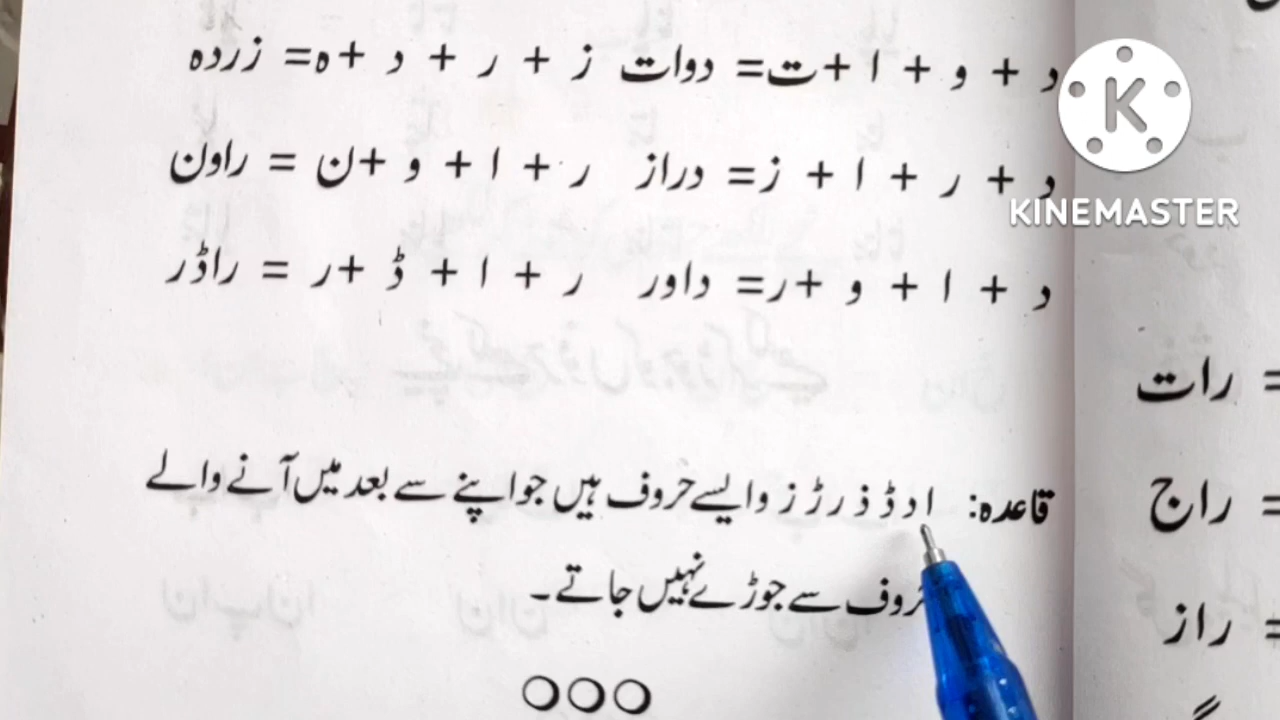 د + و + ا +ت= دوات ز + ر + د +ہ= زردہ
د + ر + ا + ز= دراز ر + ا + و +ن = راون
د + ا + و +ر= داور ر + ا + ڈ +ر = راڈر
قاعدہ: ا د ڈ ذ ر ڑ ز و ایسے حروف ہیں جو اپنے سے بعد میں آنے والے
حروف سے جوڑے نہیں جاتے۔
= رات
= راج
= راز
KINEMASTER